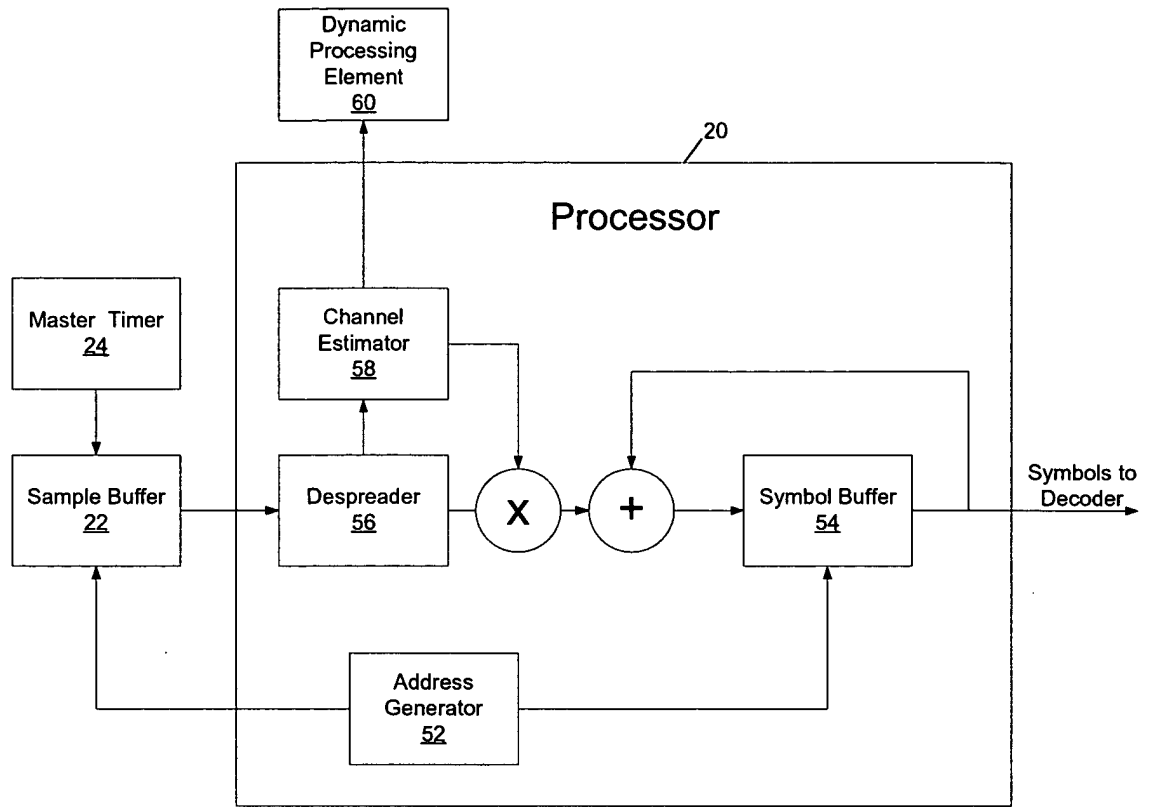 Dynamic
Processing
Element
60
20
Processor
Master Timer
24
Channel
Estimator
58
Sample Buffer
22
Despreader
56
X
+
Symbol Buffer
54
Symbols to
Decoder
Address
Generator
52